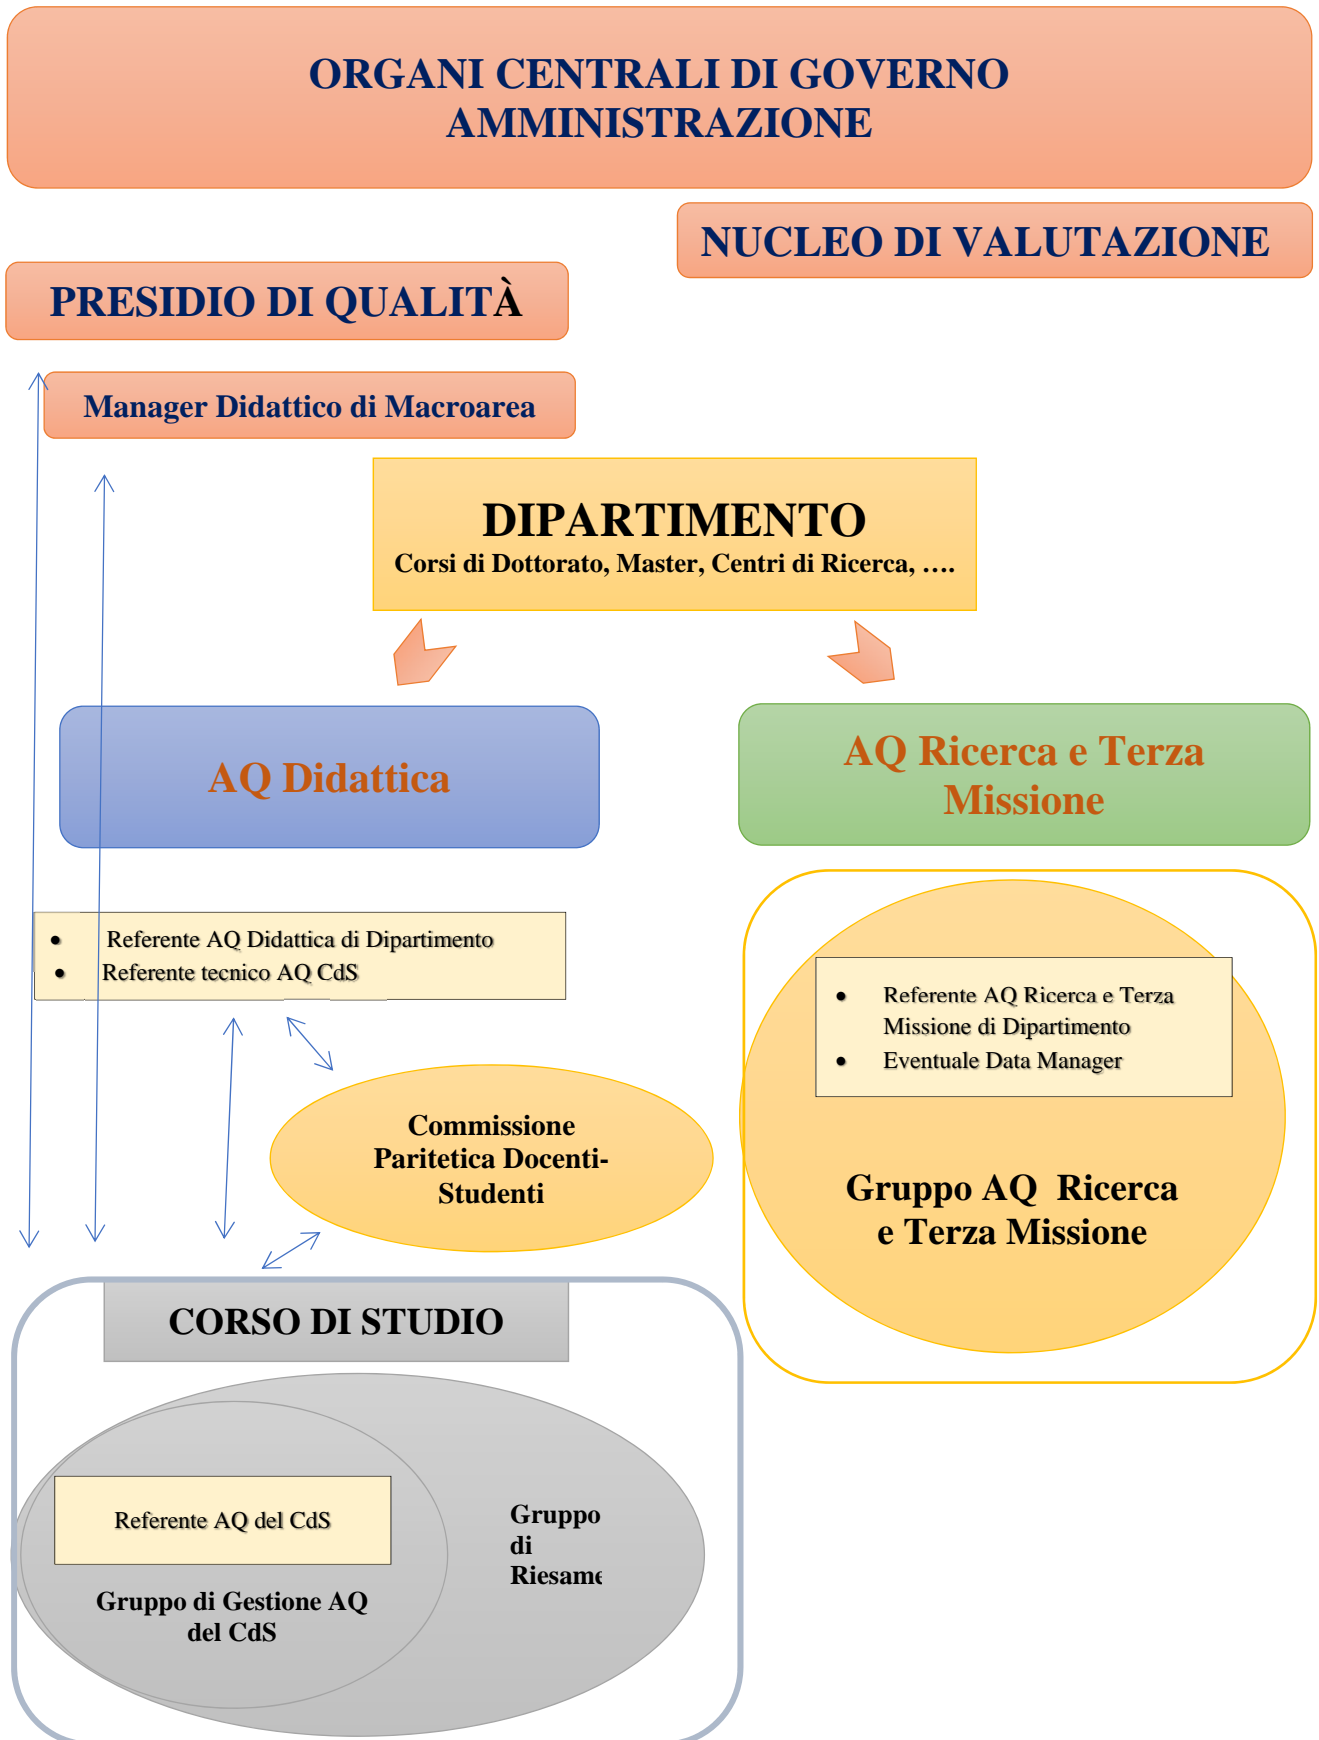 ORGANI CENTRALI DI GOVERNO
AMMINISTRAZIONE
NUCLEO DI VALUTAZIONE
PRESIDIO DI QUALITÀ
Manager Didattico di Macroarea
DIPARTIMENTO
Corsi di Dottorato, Master, Centri di Ricerca, ….
AQ Didattica
AQ Ricerca e Terza
Missione
• Referente AQ Didattica di Dipartimento
• Referente tecnico AQ CdS
• Referente AQ Ricerca e Terza
Missione di Dipartimento
• Eventuale Data Manager
Commissione
Paritetica Docenti-
Studenti
Gruppo AQ Ricerca
e Terza Missione
CORSO DI STUDIO
Referente AQ del CdS
Gruppo di Gestione AQ
del CdS
Gruppo
di
Riesame